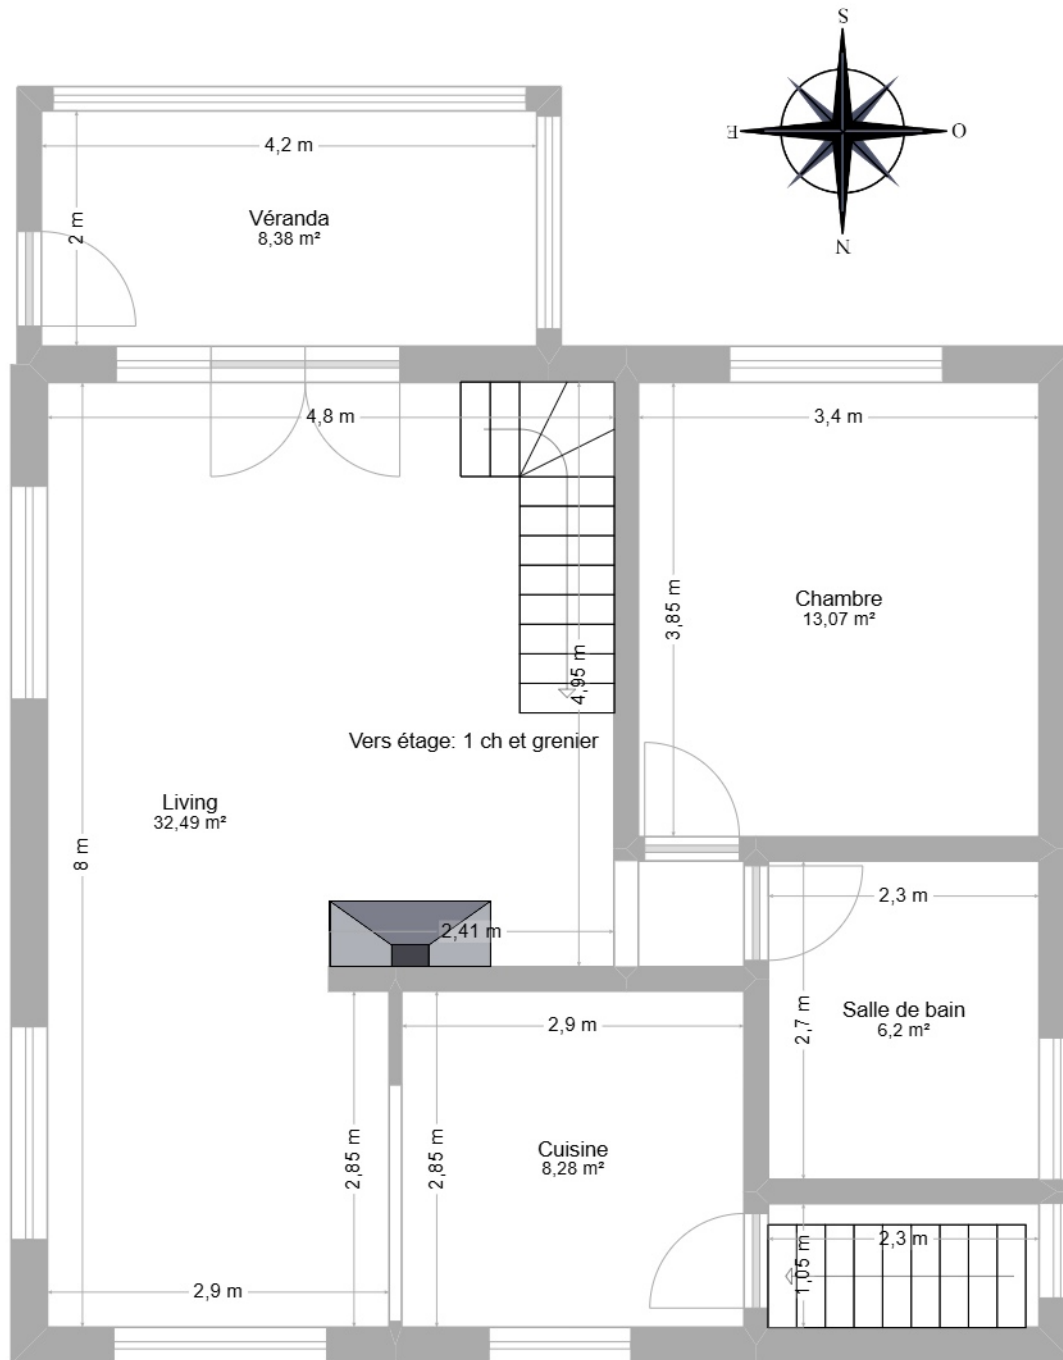 S
E
O
N
4,2 m
2 m
Véranda
8,38 m²
4,8 m
3,4 m
3,85 m
Chambre
13,07 m²
4,95 m
Vers étage: 1 ch et grenier
Living
32,49 m²
8 m
2,41 m
2,3 m
2,9 m
2,7 m
Salle de bain
6,2 m²
2,85 m
2,85 m
Cuisine
8,28 m²
2,3 m
1,05 m
2,9 m